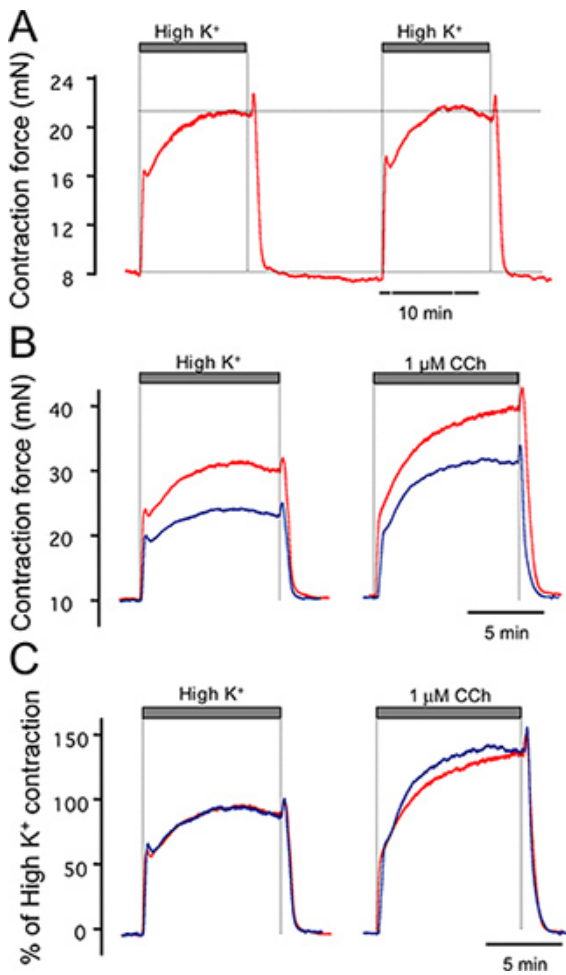 A
High K⁺ High K⁺
Contraction force (mN)
24
20
16
12
8
10 min
B
High K⁺ 1 µM CCh
Contraction force (mN)
40
30
20
10
5 min
C
High K⁺ 1 µM CCh
% of High K⁺ contraction
150
100
50
0
5 min